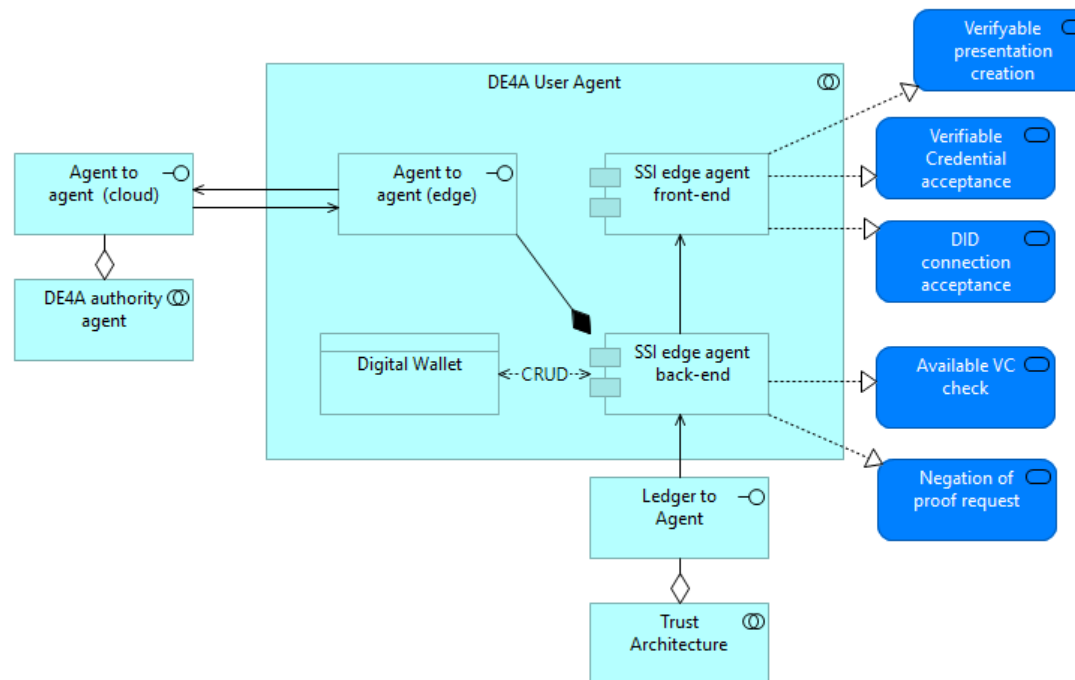 Verifyable
presentation
creation
DE4A User Agent
Verifiable
Credential
acceptance
Agent to
agent  (cloud)
Agent to
agent (edge)
SSI edge agent
front-end
DID
connection
acceptance
DE4A authority
agent
Digital Wallet
CRUD
SSI edge agent
back-end
Available VC
check
Negation of
proof request
Ledger to
Agent
Trust
Architecture